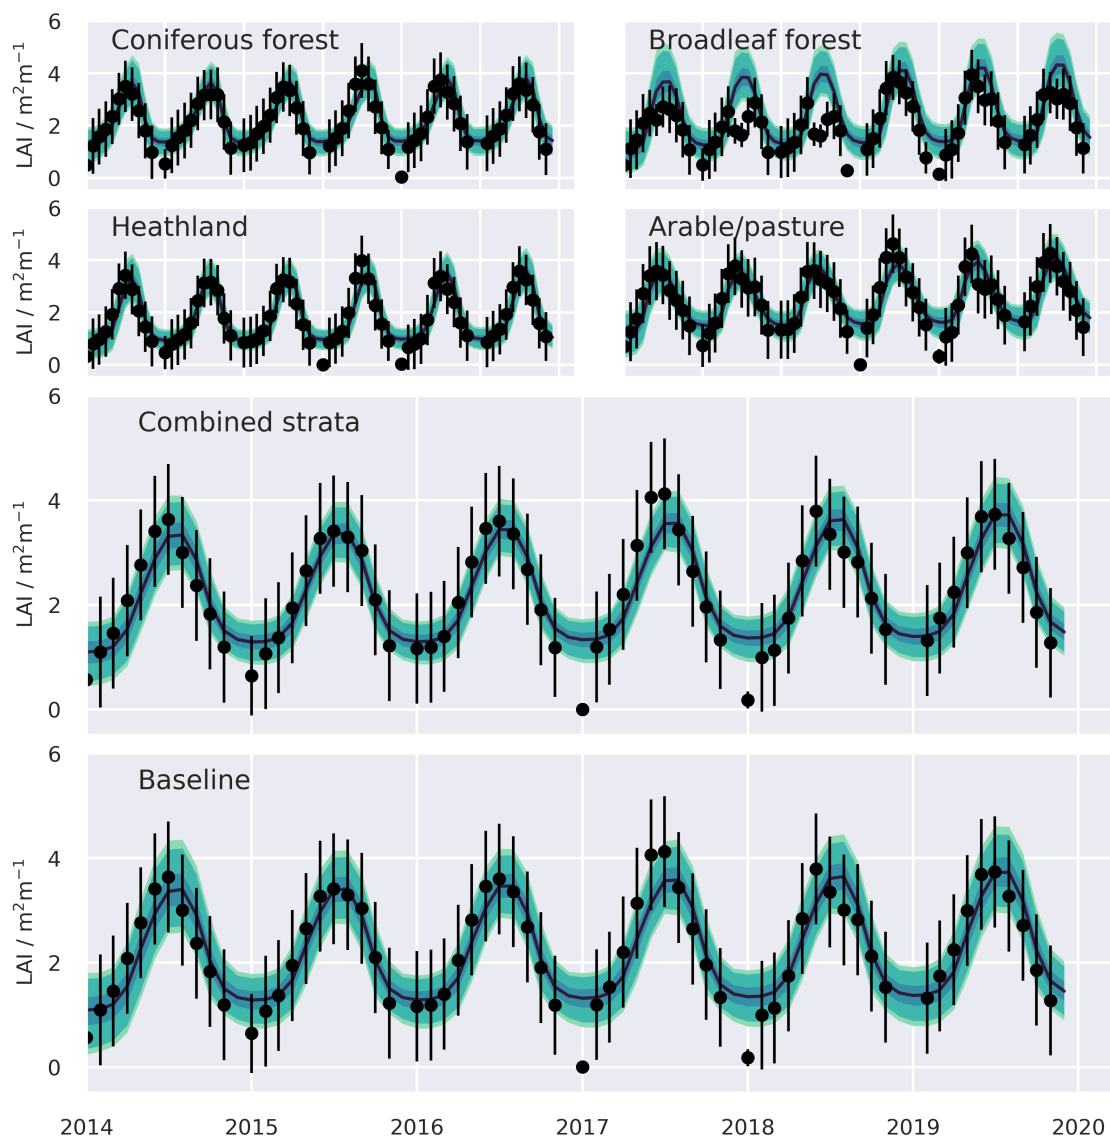 6
Coniferous forest
Broadleaf forest
4
LAI / m²m⁻¹
2
0
6
Heathland
Arable/pasture
4
LAI / m²m⁻¹
2
0
6
Combined strata
4
LAI / m²m⁻¹
2
0
6
Baseline
4
LAI / m²m⁻¹
2
0
2014 2015 2016 2017 2018 2019 2020